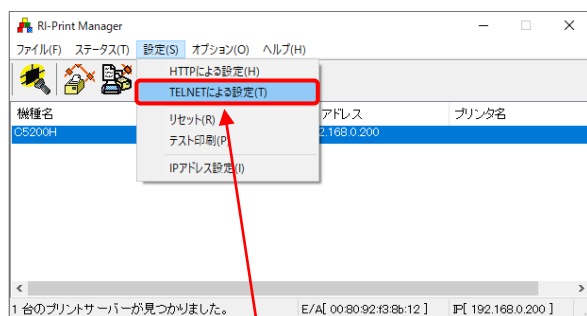 RI-Print Manager
ファイル(F) ステータス(T) 設定(S) オプション(O) ヘルプ(H)
HTTPによる設定(H)
TELNETによる設定(T)
機種名 アドレス プリンタ名
リセット(R)
C5200H 2.168.0.200
テスト印刷(P)
IPアドレス設定(I)
1 台のプリントサーバーが見つかりました。 E/A[ 00:80:92:f3:8b:12 ] IP[ 192.168.0.200 ]